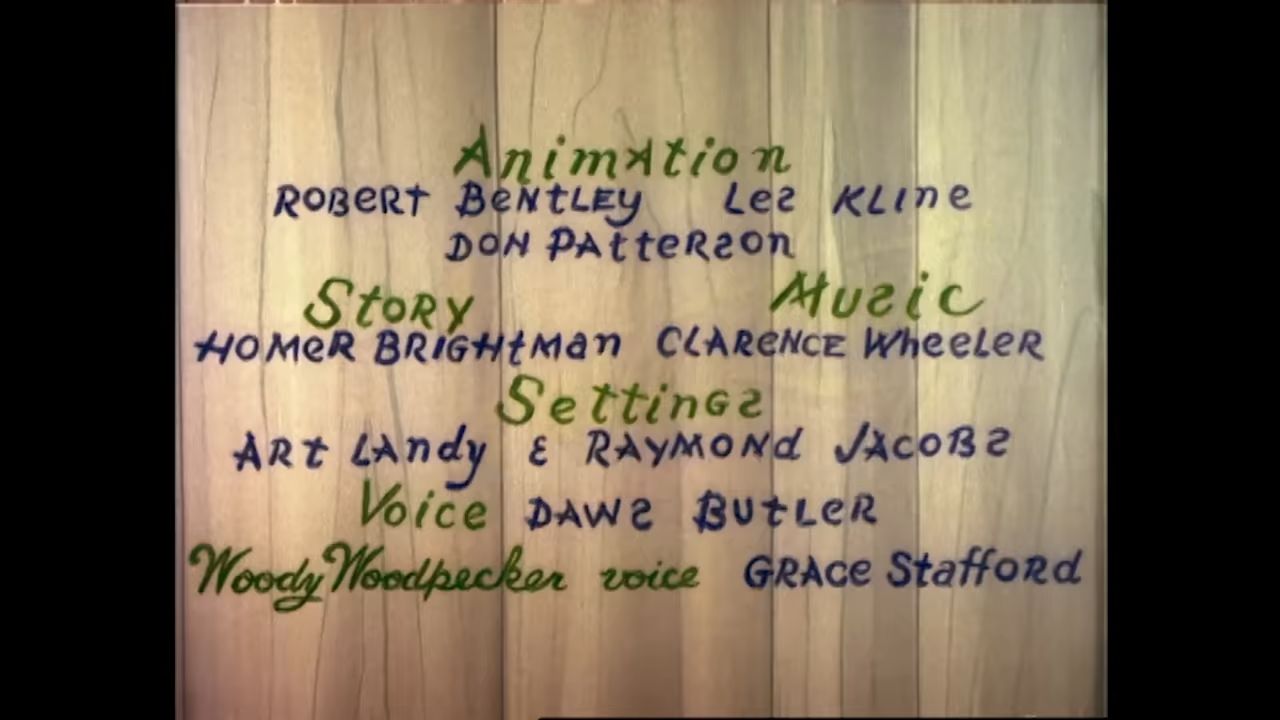 Animation
Robert Bentley Les Kline
Don Patterson
Story Music
Homer Brightman Clarence Wheeler
Settings
Art Landy & Raymond Jacobs
Voice Daws Butler
Woody Woodpecker voice Grace Stafford